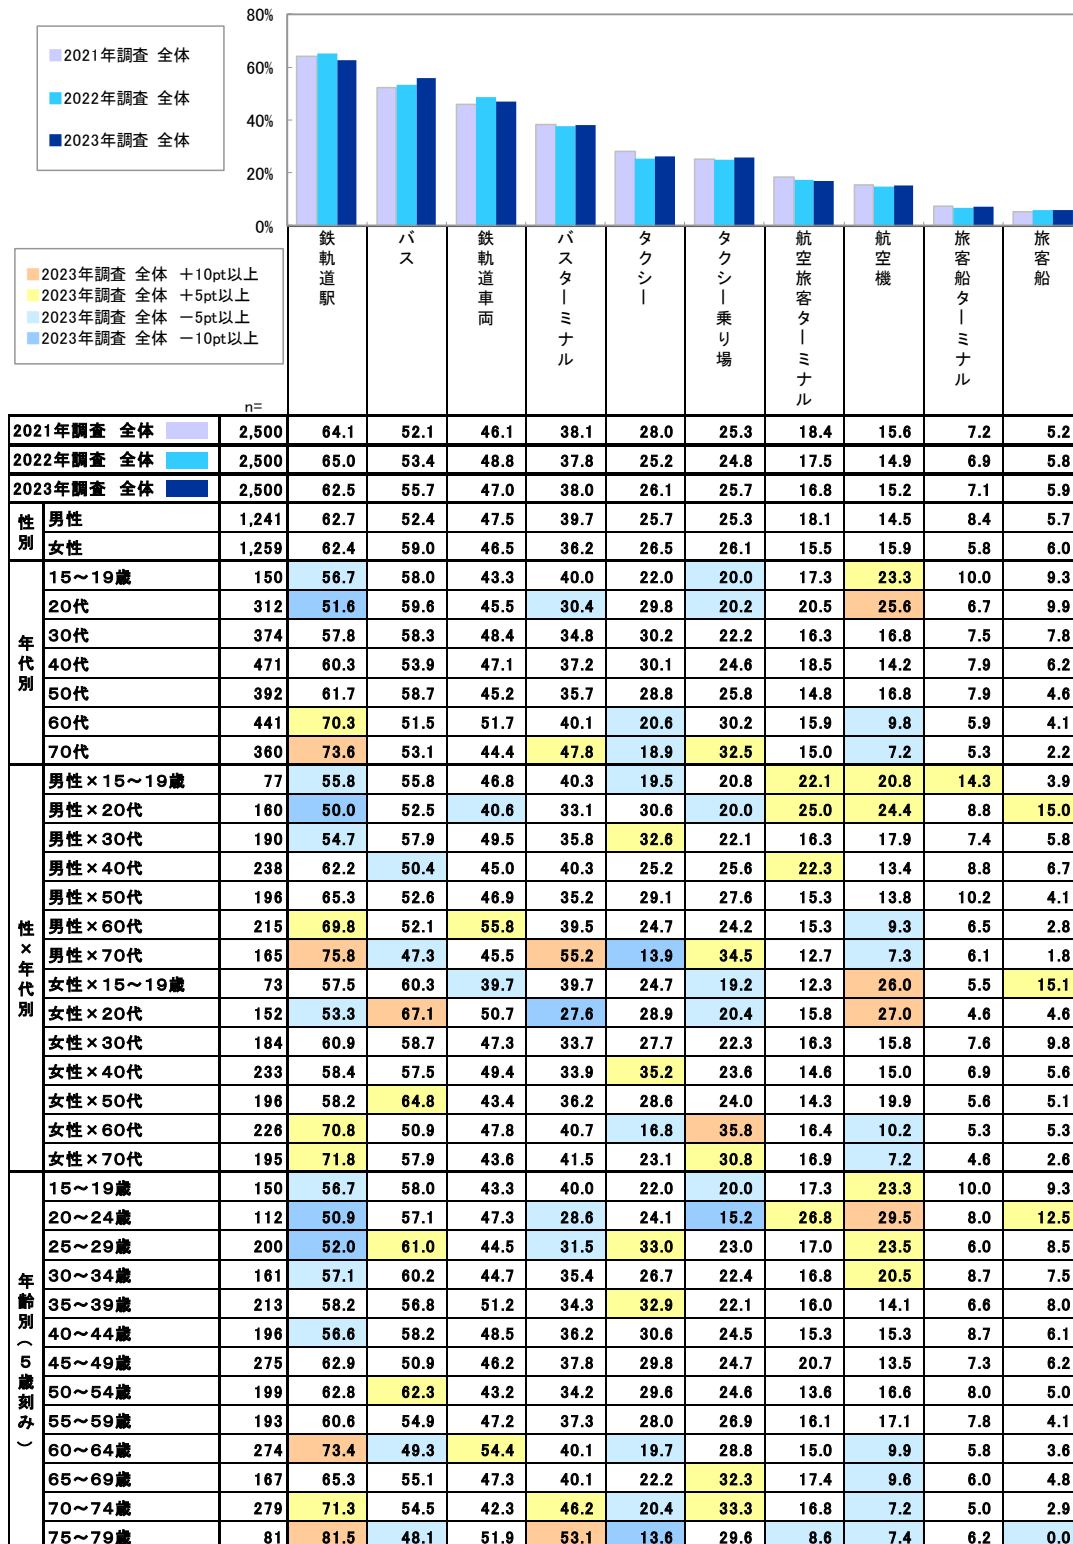 80%
60%
40%
20%
0%
2021年調査 全体
2022年調査 全体
2023年調査 全体
2023年調査 全体 +10pt以上
2023年調査 全体 +5pt以上
2023年調査 全体 -5pt以上
2023年調査 全体 -10pt以上
鉄軌道駅
バス
鉄軌道車両
バスターミナル
タクシー
タクシー乗り場
航空旅客ターミナル
航空機
旅客船ターミナル
旅客船
n=
2021年調査 全体 2,500 64.1 52.1 46.1 38.1 28.0 25.3 18.4 15.6 7.2 5.2
2022年調査 全体 2,500 65.0 53.4 48.8 37.8 25.2 24.8 17.5 14.9 6.9 5.8
2023年調査 全体 2,500 62.5 55.7 47.0 38.0 26.1 25.7 16.8 15.2 7.1 5.9
性別
男性 1,241 62.7 52.4 47.5 39.7 25.7 25.3 18.1 14.5 8.4 5.7
女性 1,259 62.4 59.0 46.5 36.2 26.5 26.1 15.5 15.9 5.8 6.0
年代別
15~19歳 150 56.7 58.0 43.3 40.0 22.0 20.0 17.3 23.3 10.0 9.3
20代 312 51.6 59.6 45.5 30.4 29.8 20.2 20.5 25.6 6.7 9.9
30代 374 57.8 58.3 48.4 34.8 30.2 22.2 16.3 16.8 7.5 7.8
40代 471 60.3 53.9 47.1 37.2 30.1 24.6 18.5 14.2 7.9 6.2
50代 392 61.7 58.7 45.2 35.7 28.8 25.8 14.8 16.8 7.9 4.6
60代 441 70.3 51.5 51.7 40.1 20.6 30.2 15.9 9.8 5.9 4.1
70代 360 73.6 53.1 44.4 47.8 18.9 32.5 15.0 7.2 5.3 2.2
性×年代別
男性×15~19歳 77 55.8 55.8 46.8 40.3 19.5 20.8 22.1 20.8 14.3 3.9
男性×20代 160 50.0 52.5 40.6 33.1 30.6 20.0 25.0 24.4 8.8 15.0
男性×30代 190 54.7 57.9 49.5 35.8 32.6 22.1 16.3 17.9 7.4 5.8
男性×40代 238 62.2 50.4 45.0 40.3 25.2 25.6 22.3 13.4 8.8 6.7
男性×50代 196 65.3 52.6 46.9 35.2 29.1 27.6 15.3 13.8 10.2 4.1
男性×60代 215 69.8 52.1 55.8 39.5 24.7 24.2 15.3 9.3 6.5 2.8
男性×70代 165 75.8 47.3 45.5 55.2 13.9 34.5 12.7 7.3 6.1 1.8
女性×15~19歳 73 57.5 60.3 39.7 39.7 24.7 19.2 12.3 26.0 5.5 15.1
女性×20代 152 53.3 67.1 50.7 27.6 28.9 20.4 15.8 27.0 4.6 4.6
女性×30代 184 60.9 58.7 47.3 33.7 27.7 22.3 16.3 15.8 7.6 9.8
女性×40代 233 58.4 57.5 49.4 33.9 35.2 23.6 14.6 15.0 6.9 5.6
女性×50代 196 58.2 64.8 43.4 36.2 28.6 24.0 14.3 19.9 5.6 5.1
女性×60代 226 70.8 50.9 47.8 40.7 16.8 35.8 16.4 10.2 5.3 5.3
女性×70代 195 71.8 57.9 43.6 41.5 23.1 30.8 16.9 7.2 4.6 2.6
年齢別(5歳刻み)
15~19歳 150 56.7 58.0 43.3 40.0 22.0 20.0 17.3 23.3 10.0 9.3
20~24歳 112 50.9 57.1 47.3 28.6 24.1 15.2 26.8 29.5 8.0 12.5
25~29歳 200 52.0 61.0 44.5 31.5 33.0 23.0 17.0 23.5 6.0 8.5
30~34歳 161 57.1 60.2 44.7 35.4 26.7 22.4 16.8 20.5 8.7 7.5
35~39歳 213 58.2 56.8 51.2 34.3 32.9 22.1 16.0 14.1 6.6 8.0
40~44歳 196 56.6 58.2 48.5 36.2 30.6 24.5 15.3 15.3 8.7 6.1
45~49歳 275 62.9 50.9 46.2 37.8 29.8 24.7 20.7 13.5 7.3 6.2
50~54歳 199 62.8 62.3 43.2 34.2 29.6 24.6 13.6 16.6 8.0 5.0
55~59歳 193 60.6 54.9 47.2 37.3 28.0 26.9 16.1 17.1 7.8 4.1
60~64歳 274 73.4 49.3 54.4 40.1 19.7 28.8 15.0 9.9 5.8 3.6
65~69歳 167 65.3 55.1 47.3 40.1 22.2 32.3 17.4 9.6 6.0 4.8
70~74歳 279 71.3 54.5 42.3 46.2 20.4 33.3 16.8 7.2 5.0 2.9
75~79歳 81 81.5 48.1 51.9 53.1 13.6 29.6 8.6 7.4 6.2 0.0